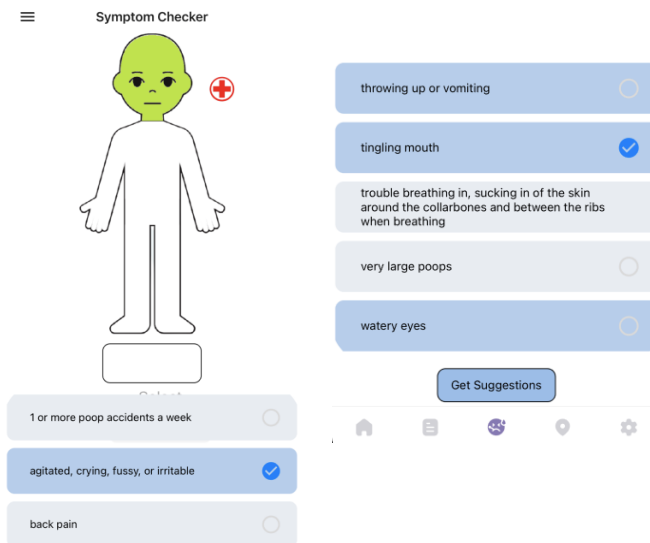 Symptom Checker
1 or more poop accidents a week
agitated, crying, fussy, or irritable
back pain
throwing up or vomiting
tingling mouth
trouble breathing in, sucking in of the skin
around the collarbones and between the ribs
when breathing
very large poops
watery eyes
Get Suggestions